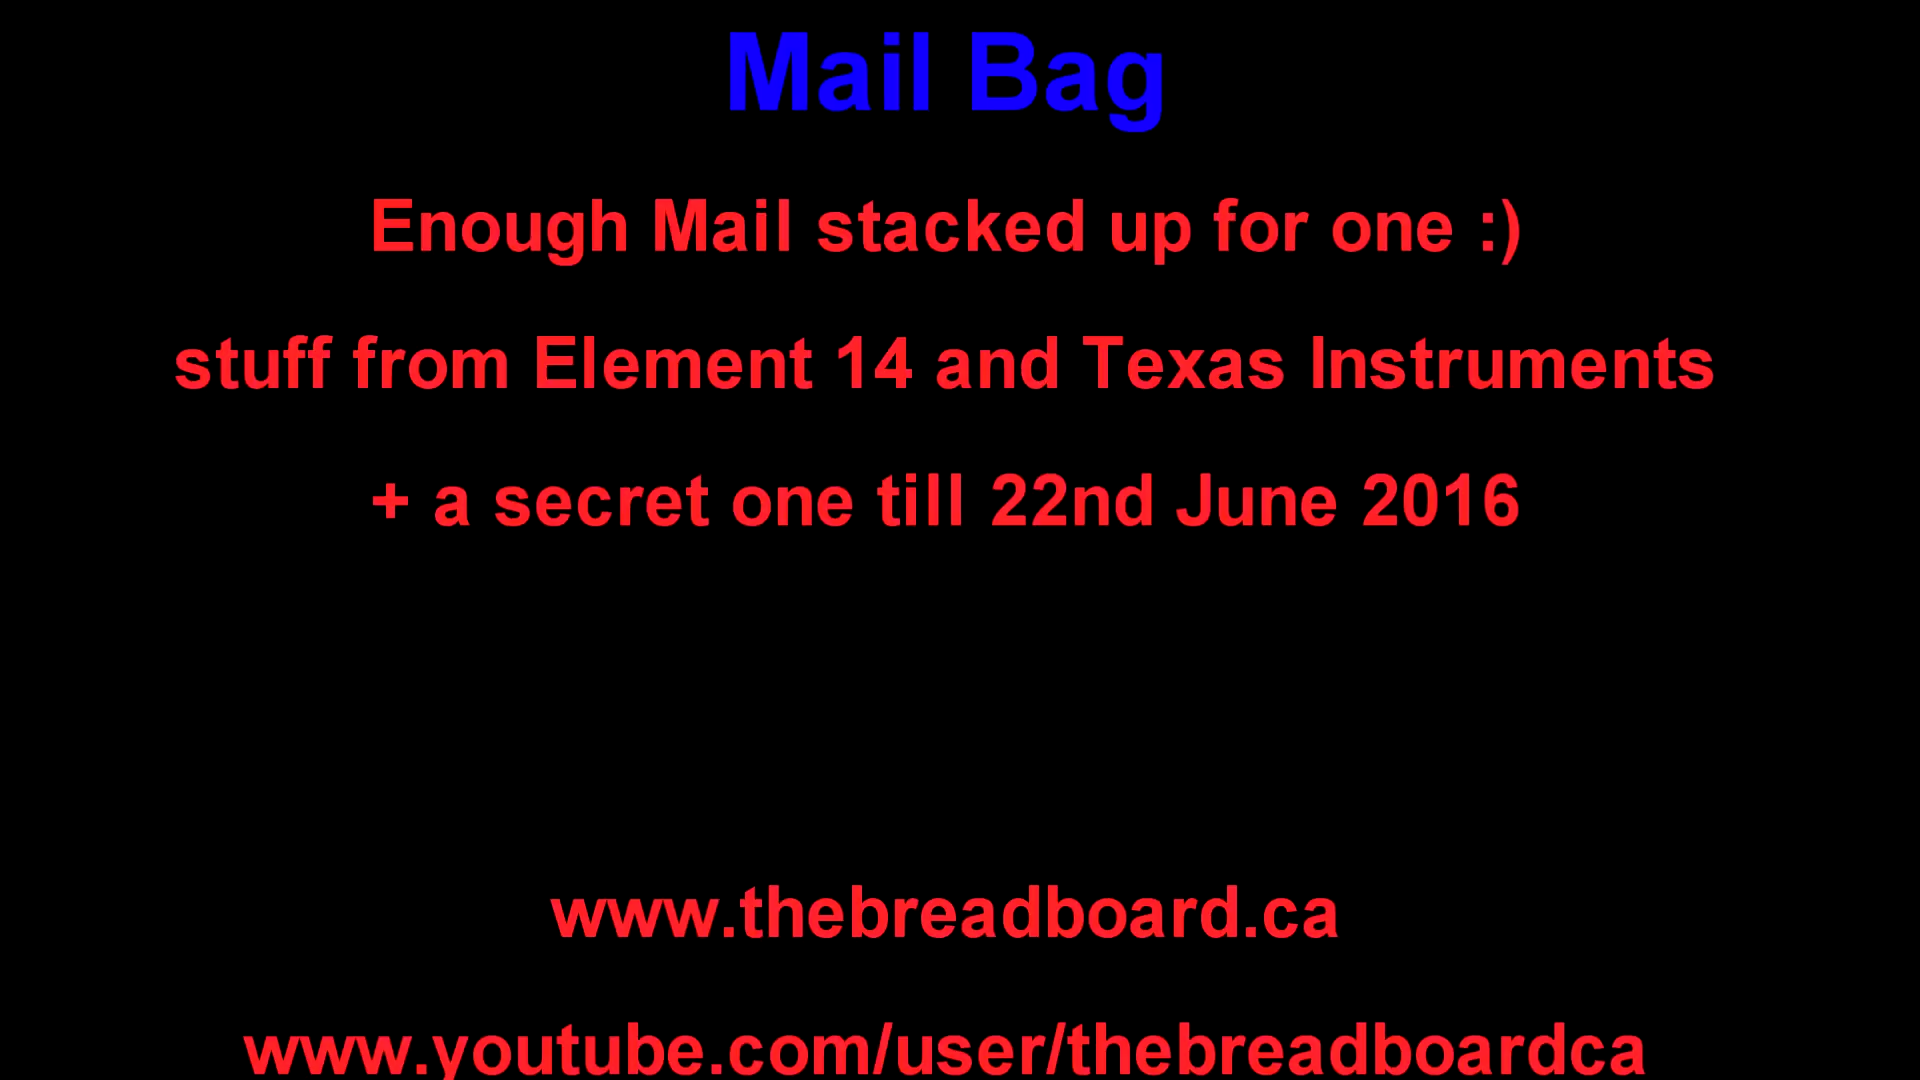 Mail Bag
Enough Mail stacked up for one :)
stuff from Element 14 and Texas Instruments
+ a secret one till 22nd June 2016
www.thebreadboard.ca
www.youtube.com/user/thebreadboardca